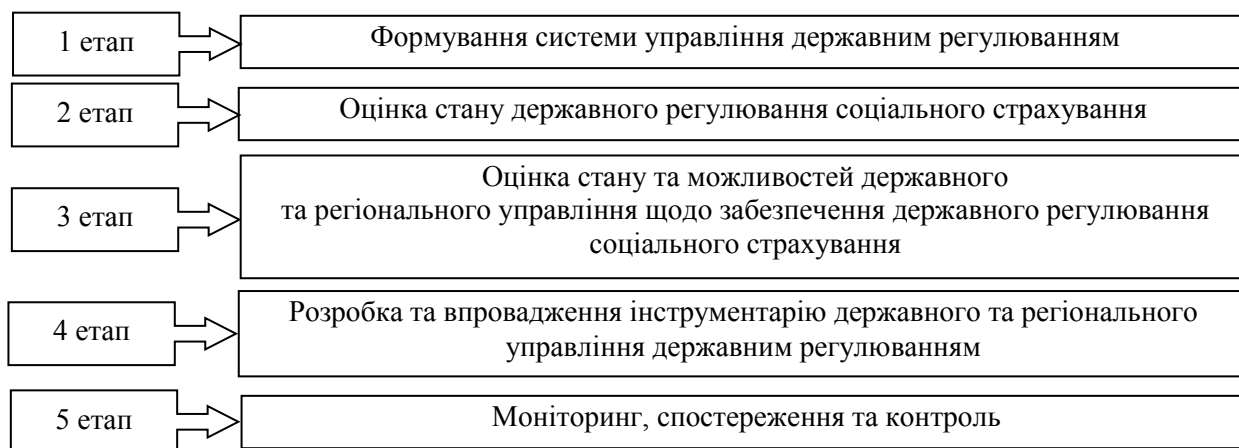 1 етап
Формування системи управління державним регулюванням
2 етап
Оцінка стану державного регулювання соціального страхування
3 етап
Оцінка стану та можливостей державного
та регіонального управління щодо забезпечення державного регулювання
соціального страхування
4 етап
Розробка та впровадження інструментарію державного та регіонального
управління державним регулюванням
5 етап
Моніторинг, спостереження та контроль